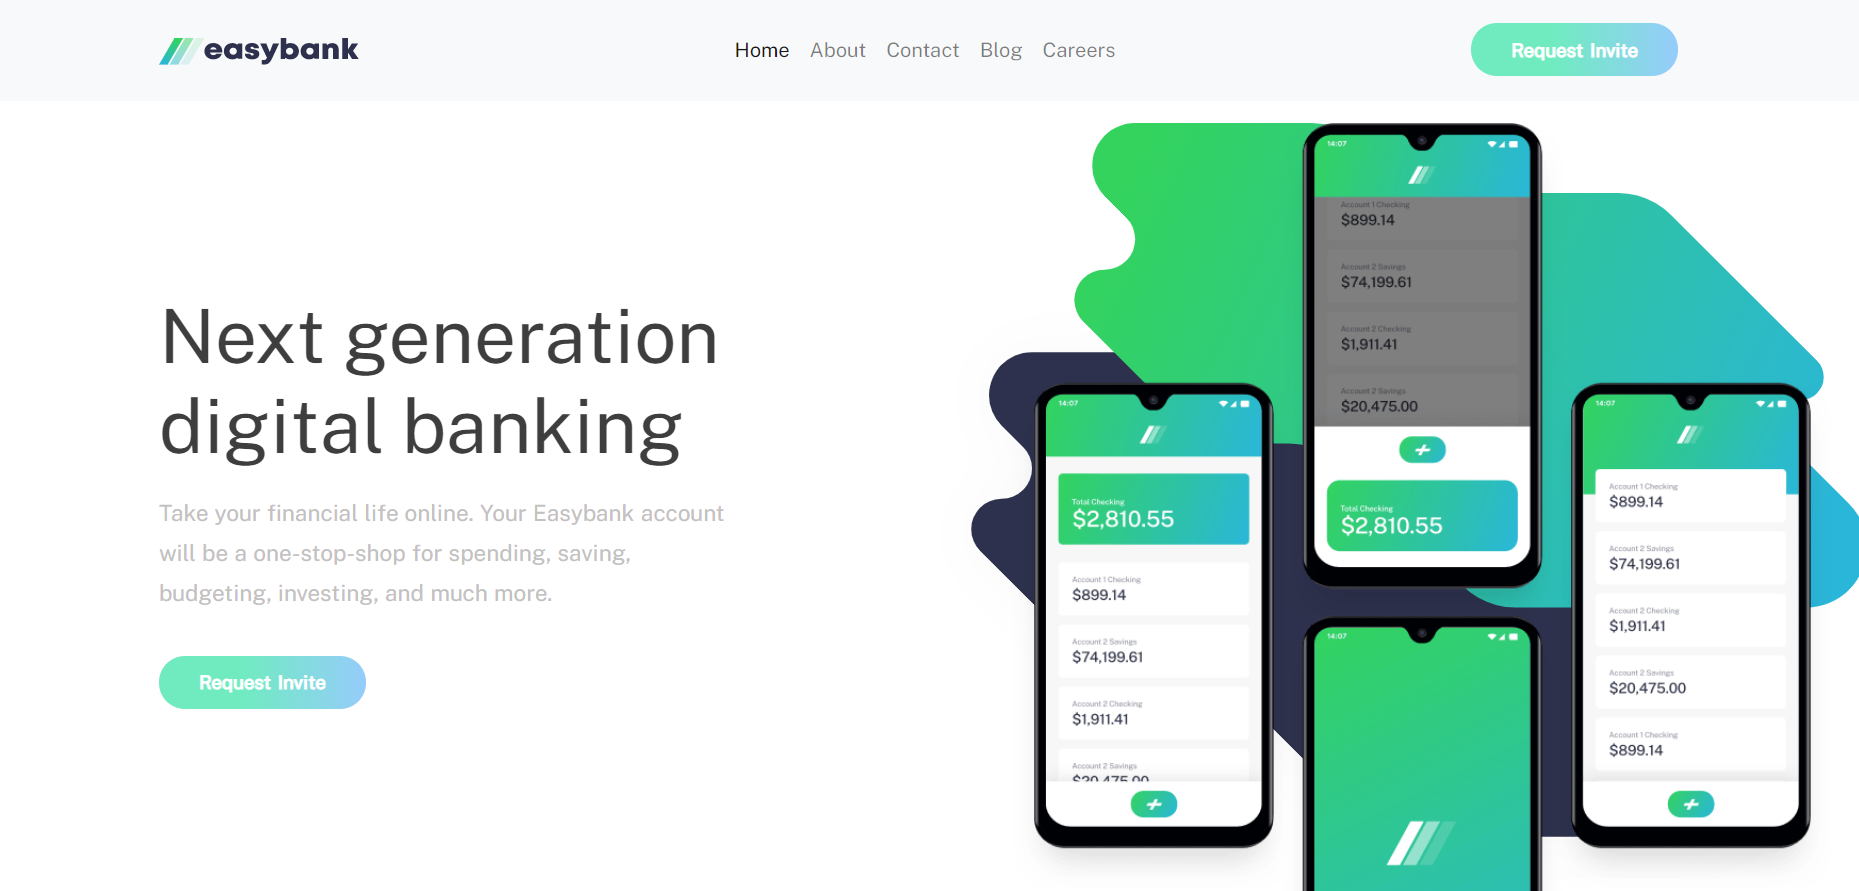 easybank
Home About Contact Blog Careers
Request Invite
Next generation
digital banking
Take your financial life online. Your Easybank account
will be a one-stop-shop for spending, saving,
budgeting, investing, and much more.
Request Invite
14:07
Account 1 Checking
$899.14
Account 2 Savings
$74,199.61
Account 2 Checking
$1,911.41
Account 2 Savings
$20,475.00
Total Checking
$2,810.55
14:07
Total Checking
$2,810.55
Account 1 Checking
$899.14
Account 2 Savings
$74,199.61
Account 2 Checking
$1,911.41
Account 2 Savings
$20,475.00
14:07
Account 1 Checking
$899.14
Account 2 Savings
$74,199.61
Account 2 Checking
$1,911.41
Account 2 Savings
$20,475.00
Account 1 Checking
$899.14
14:07